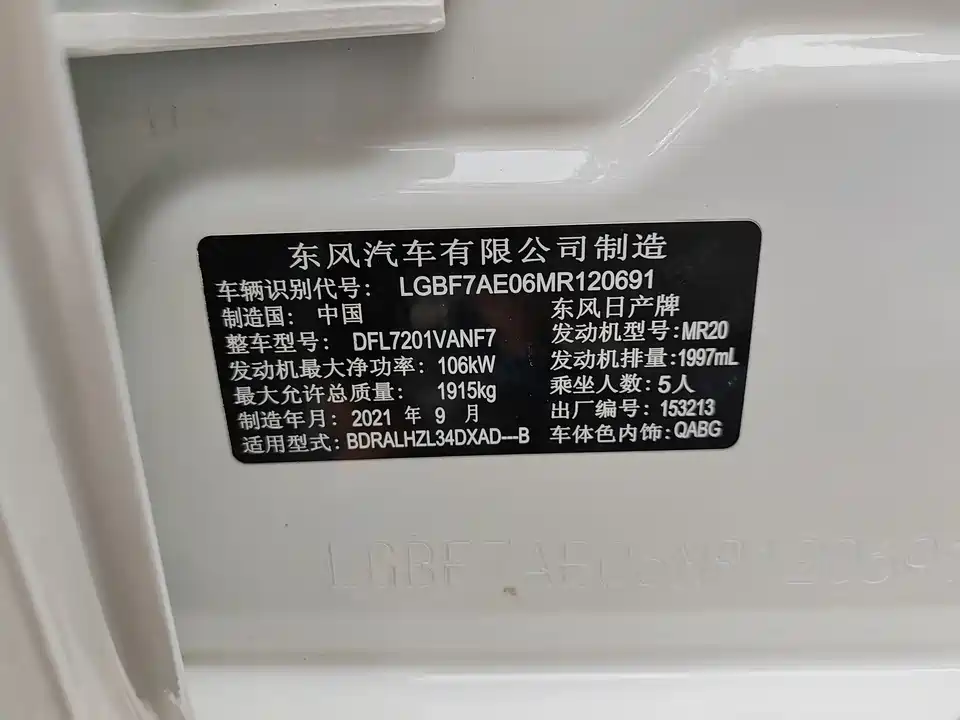 东风汽车有限公司制造
车辆识别代号: LGBF7AE06MR120691
制造国: 中国 东风日产牌
整车型号: DFL7201VANF7 发动机型号:MR20
发动机最大净功率: 106kW 发动机排量:1997mL
最大允许总质量: 1915kg 乘坐人数:5人
制造年月: 2021 年 9 月 出厂编号: 153213
适用型式: BDRALHZL34DXAD---B 车体色内饰:QABG